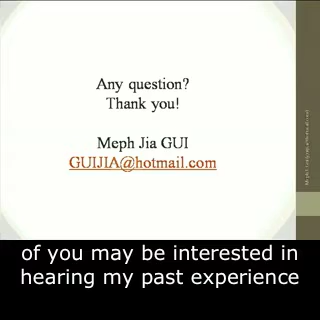 Any question?
Thank you!
Meph Jia GUI
GUIJIA@hotmail.com
of you may be interested in
hearing my past experience